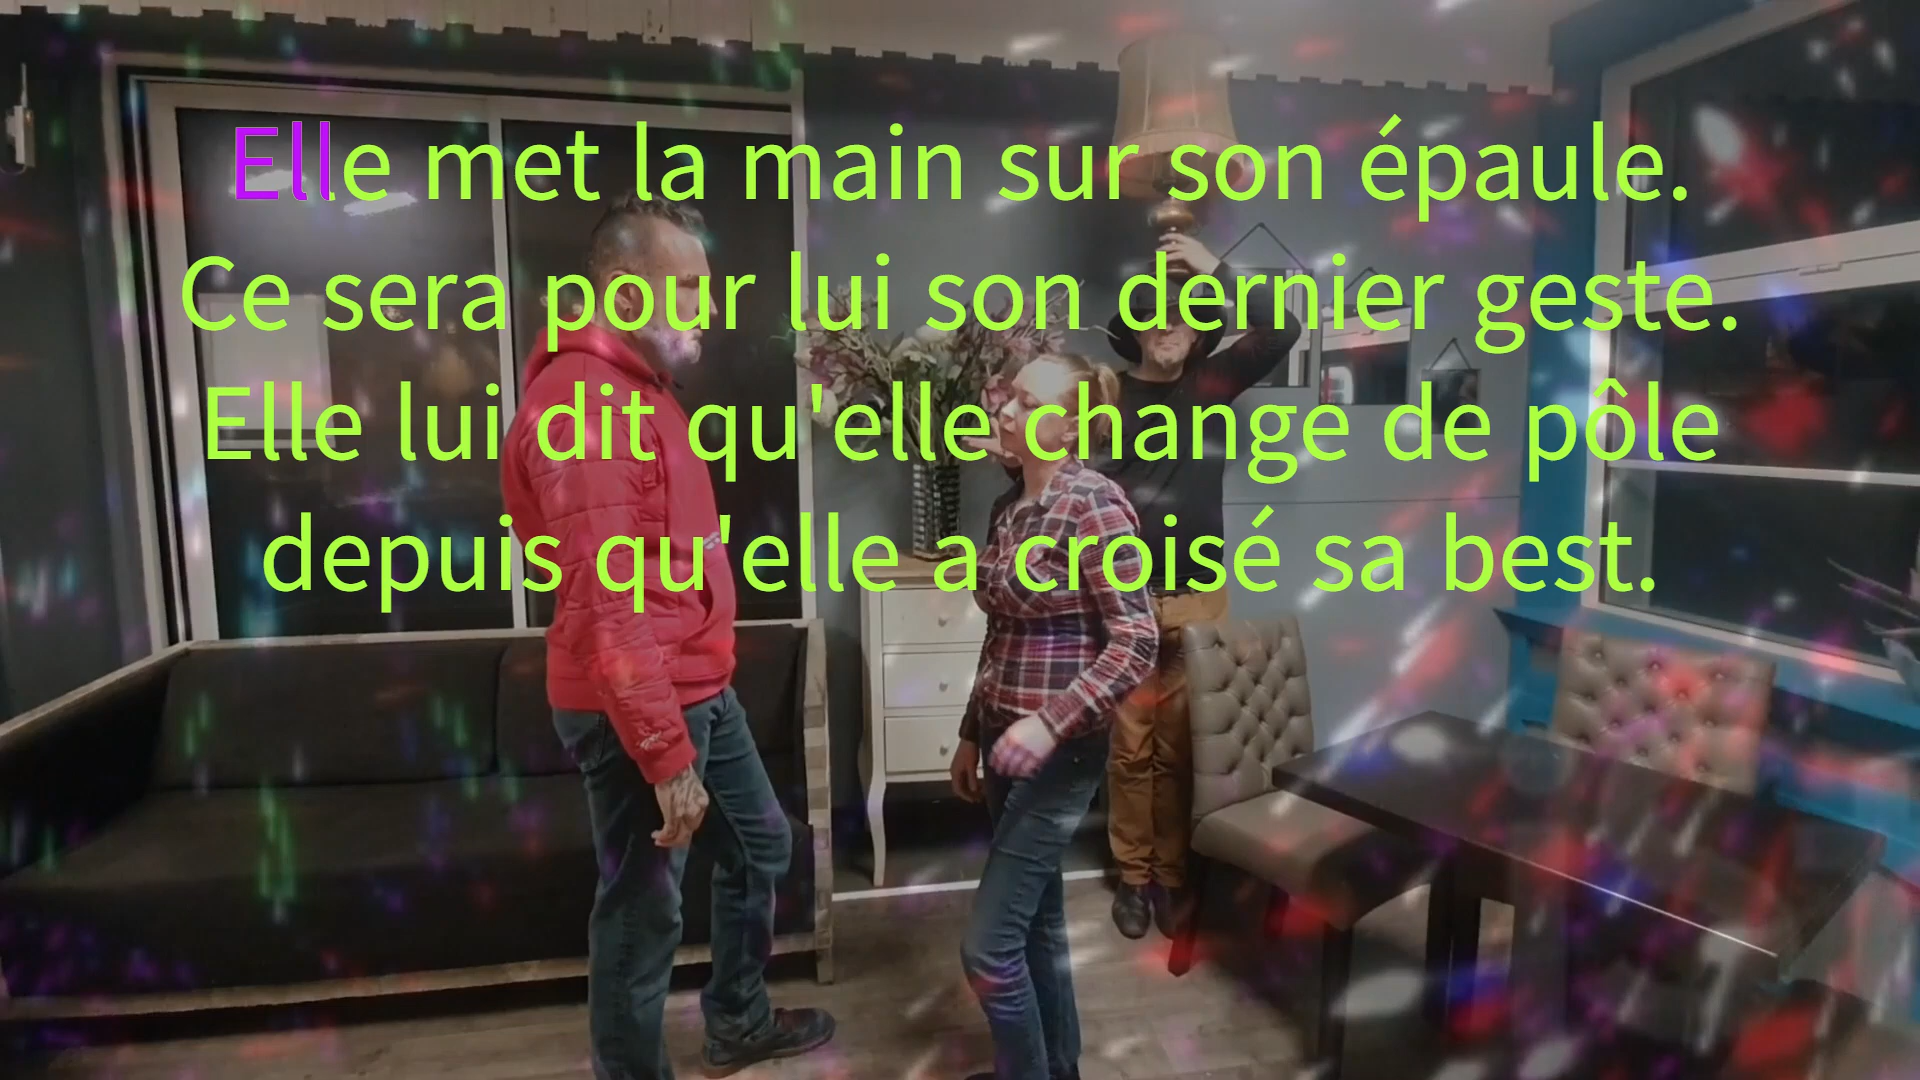 Elle met la main sur son épaule.
Ce sera pour lui son dernier geste.
Elle lui dit qu'elle change de pôle
depuis qu'elle a croisé sa best.